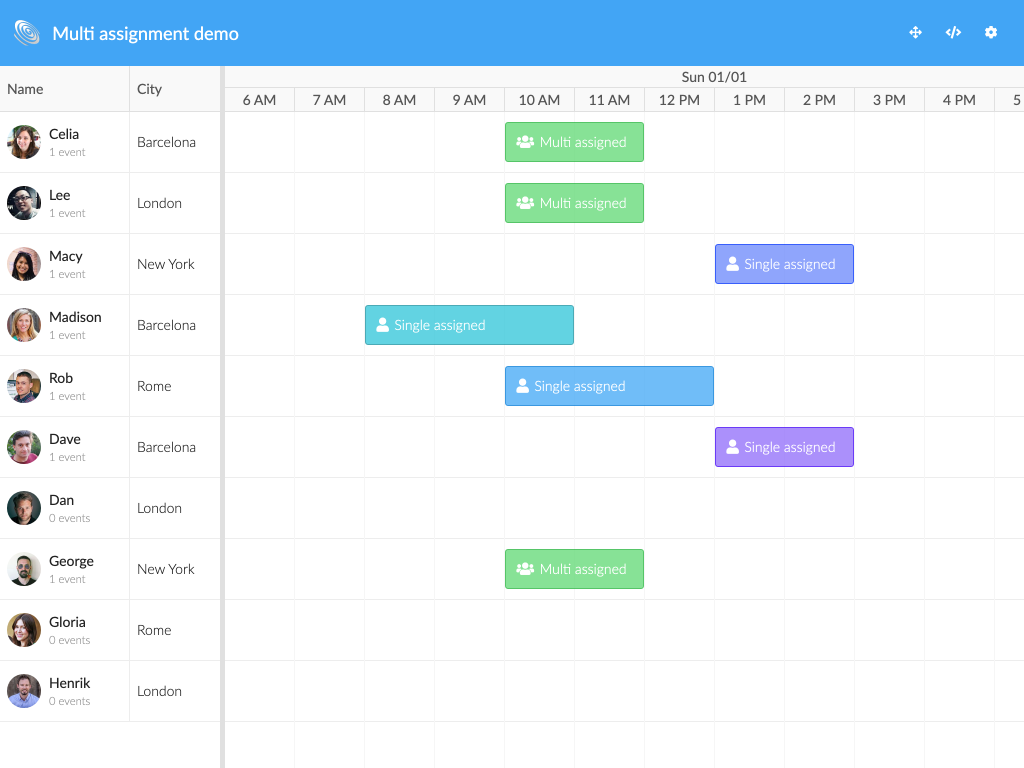 Multi assignment demo
Name
City
Sun 01/01
6 AM
7 AM
8 AM
9 AM
10 AM
11 AM
12 PM
1 PM
2 PM
3 PM
4 PM
5
Celia
1 event
Barcelona
Multi assigned
Lee
1 event
London
Multi assigned
Macy
1 event
New York
Single assigned
Madison
1 event
Barcelona
Single assigned
Rob
1 event
Rome
Single assigned
Dave
1 event
Barcelona
Single assigned
Dan
0 events
London
George
1 event
New York
Multi assigned
Gloria
0 events
Rome
Henrik
0 events
London